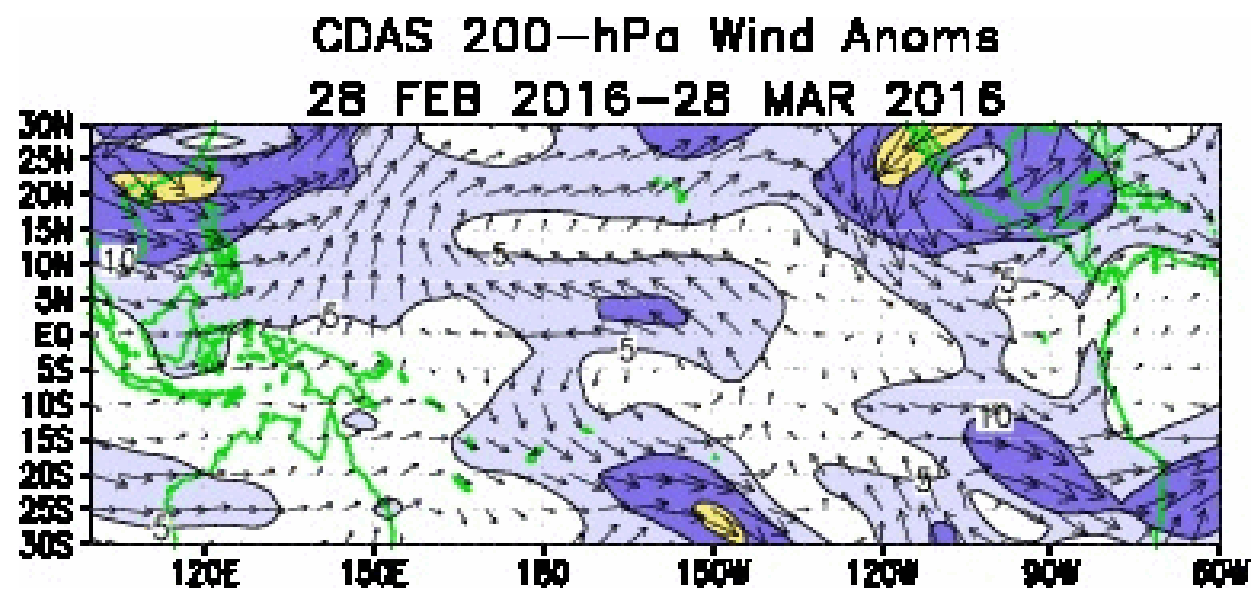 CDAS 200-hPa Wind Anoms
28 FEB 2016-28 MAR 2016
30N
25N
20N
15N
10N
5N
EQ
5S
10S
15S
20S
25S
30S
10
5
5
5
5
10
5
5
120E 150E 180 150W 120W 90W 60W